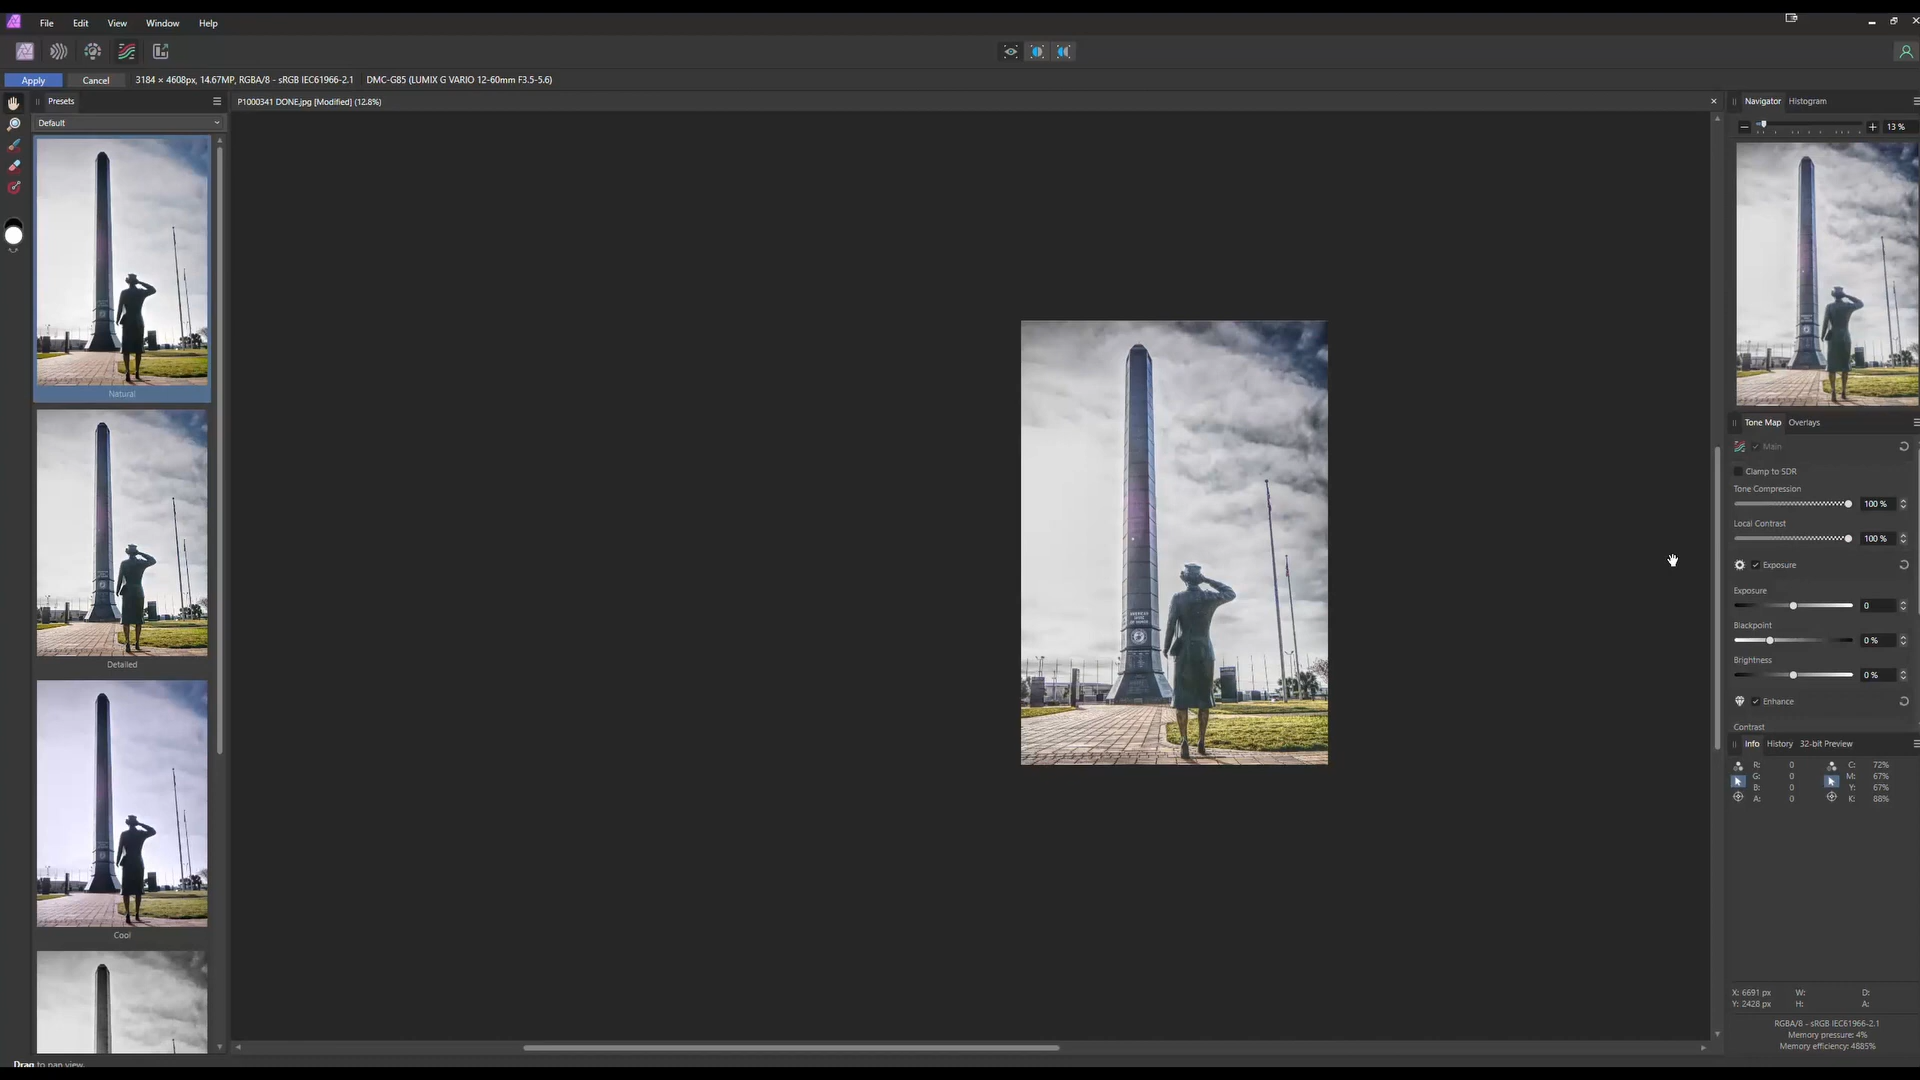 File Edit View Window Help
Apply Cancel 3184 × 4608px, 14.67MP, RGBA/8 - sRGB IEC61966-2.1 DMC-G85 (LUMIX G VARIO 12-60mm F3.5-5.6)
Presets
P1000341 DONE.jpg [Modified] (12.8%)
Default
Natural
Detailed
Cool
Navigator Histogram
13 %
Tone Map Overlays
Main
Clamp to SDR
Tone Compression
100 %
Local Contrast
100 %
Exposure
Exposure
0
Blackpoint
0 %
Brightness
0 %
Enhance
Contrast
Info History 32-bit Preview
R: 0 C: 72%
G: 0 M: 67%
B: 0 Y: 67%
A: 0 K: 88%
X: 6691 px W: D:
Y: 2428 px H: A:
RGBA/8 - sRGB IEC61966-2.1
Memory pressure: 4%
Memory efficiency: 4885%
Drag to pan view.